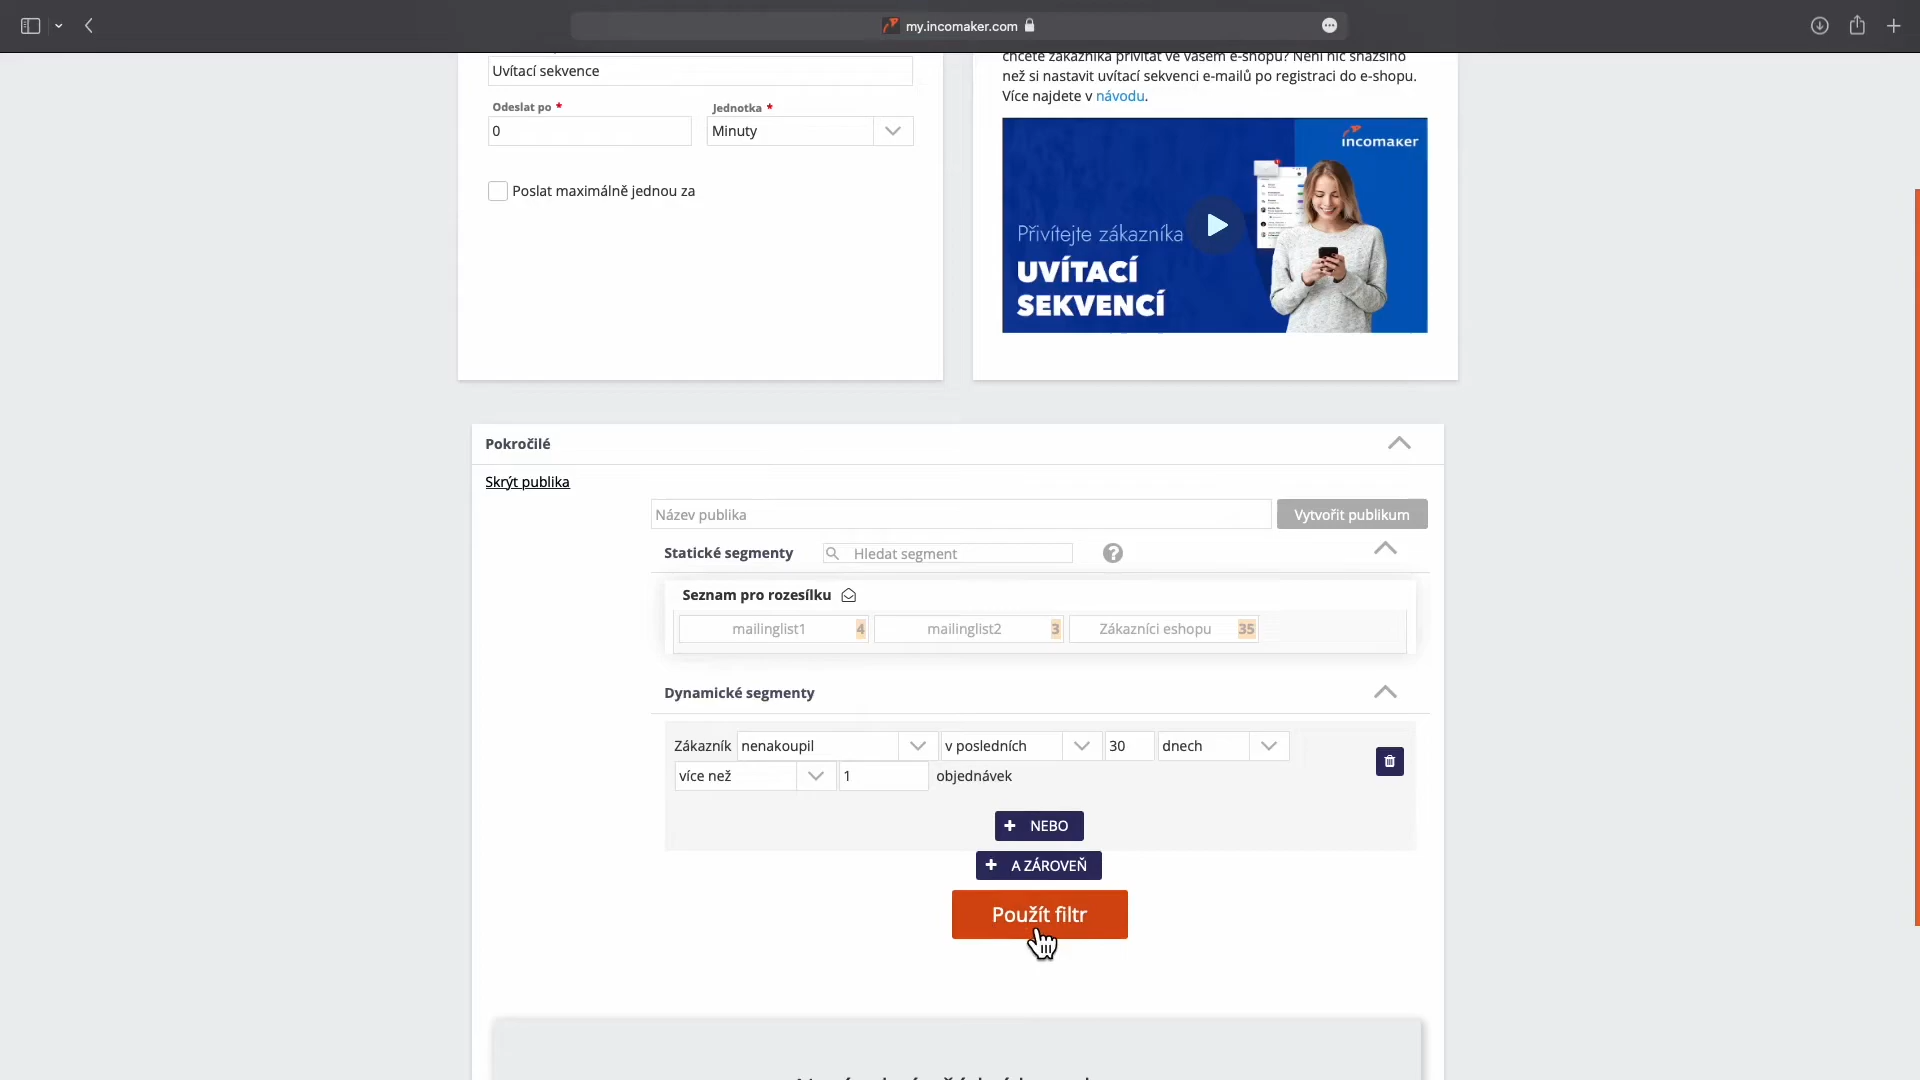 my.incomaker.com
Uvítací sekvence
Odeslat po *
Jednotka *
0
Minuty
Poslat maximálně jednou za
chcete zákazníka přivítat ve vašem e-shopu? Není nic snazšího
než si nastavit uvítací sekvenci e-mailů po registraci do e-shopu.
Více najdete v návodu.
incomaker
Přivítejte zákazníka
UVÍTACÍ
SEKVENCÍ
Pokročilé
Skrýt publika
Název publika
Vytvořit publikum
Statické segmenty
Hledat segment
?
Seznam pro rozesílku
mailinglist1 4
mailinglist2 3
Zákazníci eshopu 35
Dynamické segmenty
Zákazník nenakoupil v posledních 30 dnech
více než 1 objednávek
+ NEBO
+ A ZÁROVEŇ
Použít filtr